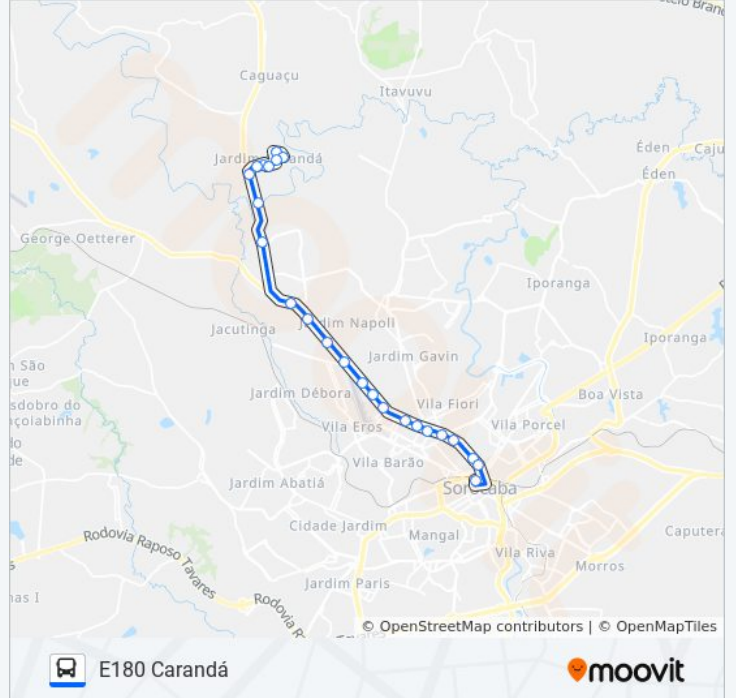 Caguaçu
Itavuvu
Jardim
Éden
Éden
George Oetterer
Iporanga
Jacutinga
Jardim Napoli
Iporanga
Jardim Gavin
São
Jardim Débora
Boa Vista
Vila Fiori
Vila Eros
Vila Porcel
Vila Barão
Jardim Abatiá
Sorocaba
Cidade Jardim
Mangal
Rodovia Raposo Tavares
Vila Riva
Morros
Jardim Paris
© OpenStreetMap contributors | © OpenMapTiles
E180 Carandá
moovit